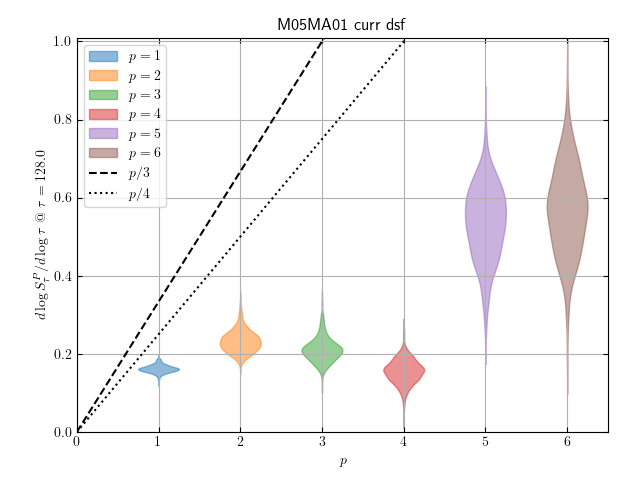 M05MA01 curr dsf
p = 1
p = 2
p = 3
p = 4
p = 5
p = 6
p/3
p/4
d log S_τ^P / d log τ @ τ = 128.0
1.0
0.8
0.6
0.4
0.2
0.0
0 1 2 3 4 5 6
p